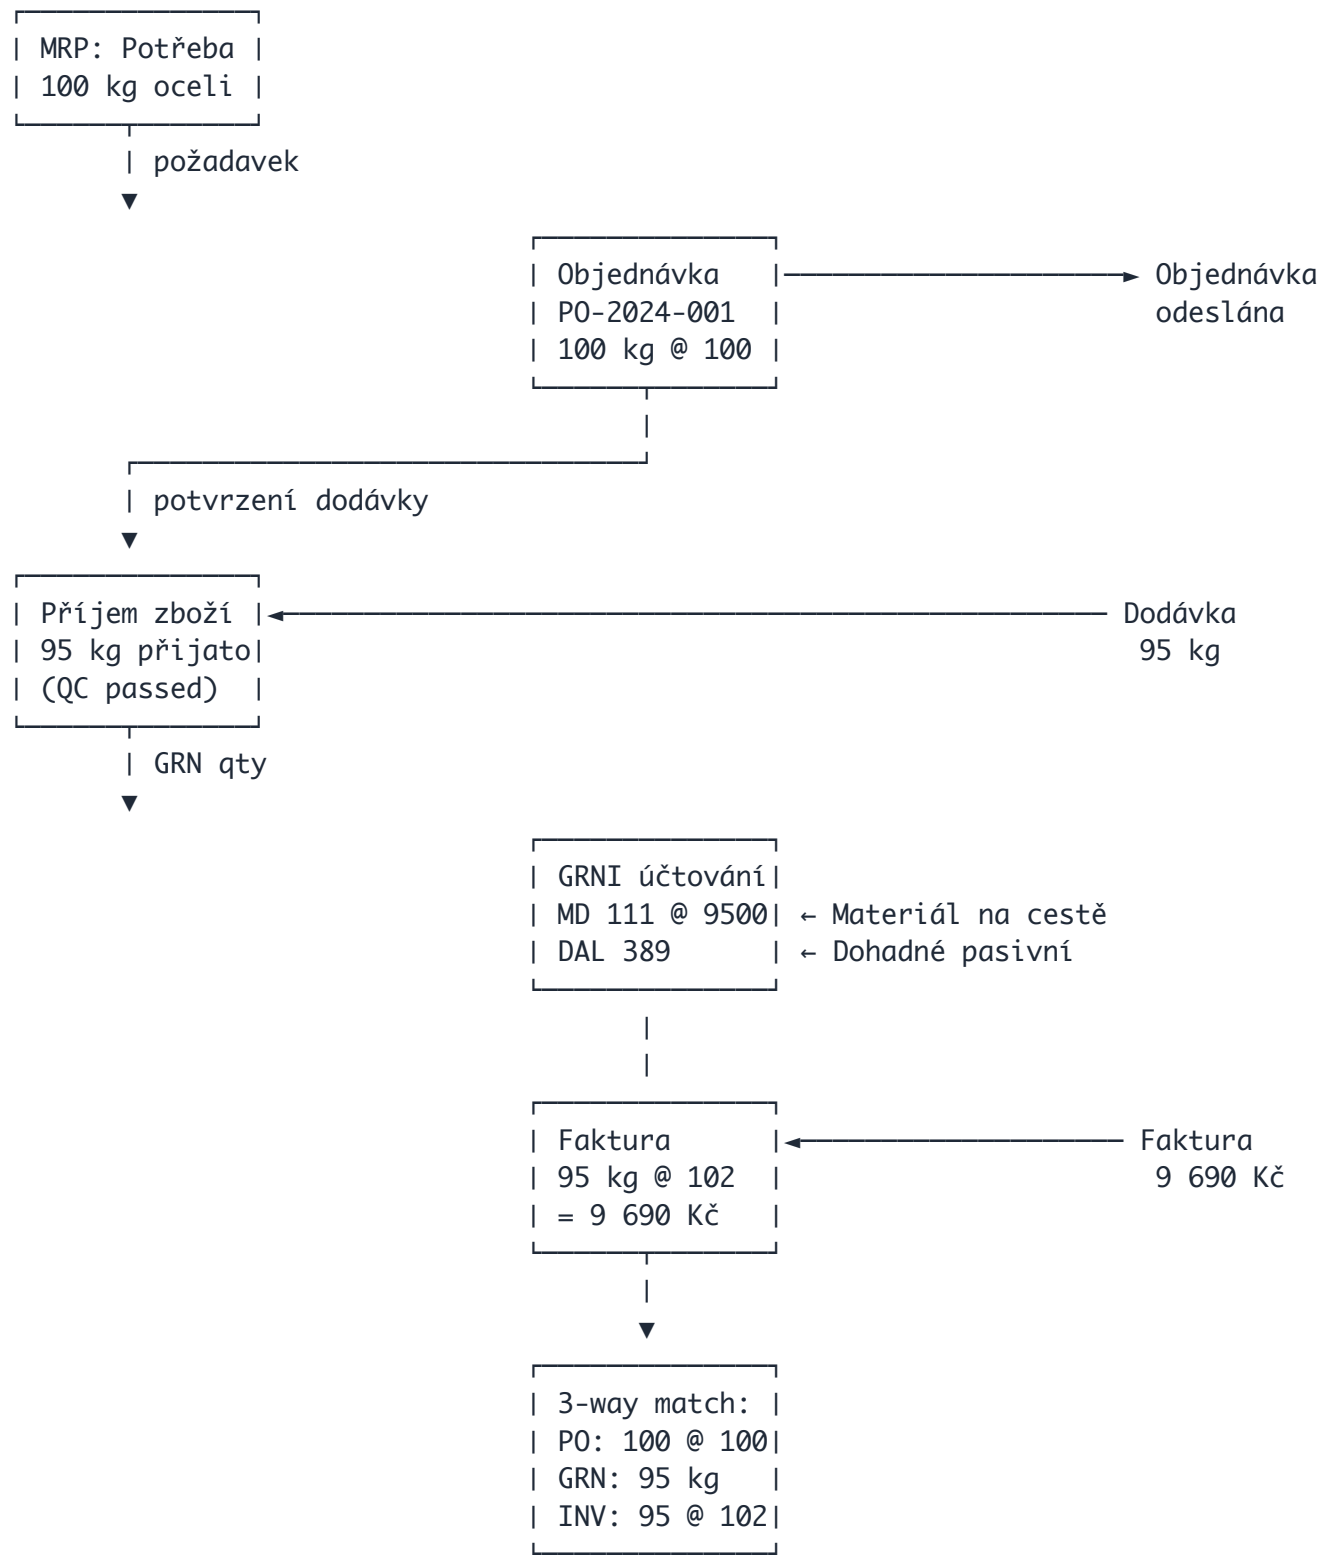 MRP: Potřeba
100 kg oceli
požadavek
Objednávka
PO-2024-001
100 kg @ 100
Objednávka
odeslána
potvrzení dodávky
Příjem zboží
95 kg přijato
(QC passed)
Dodávka
95 kg
GRN qty
GRNI účtování
MD 111 @ 9500 ← Materiál na cestě
DAL 389 ← Dohadné pasivní
Faktura
95 kg @ 102
= 9 690 Kč
Faktura
9 690 Kč
3-way match:
PO: 100 @ 100
GRN: 95 kg
INV: 95 @ 102